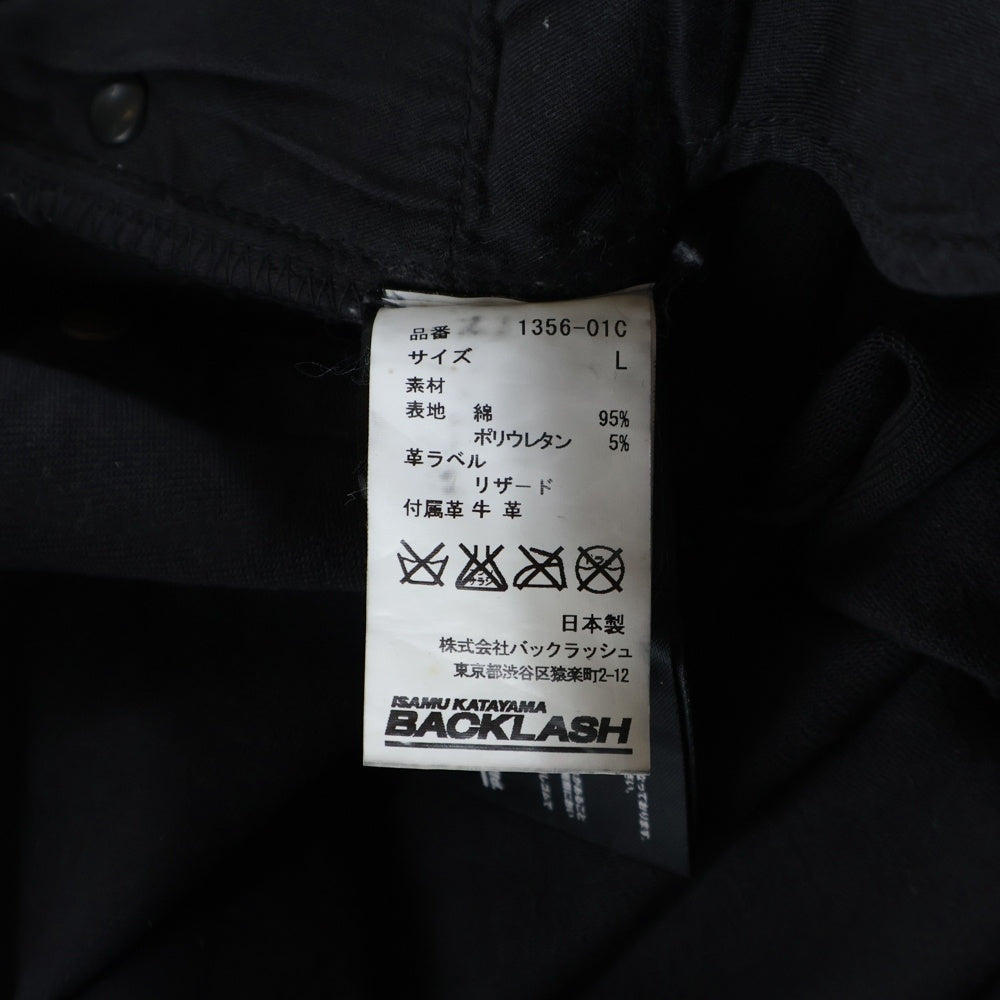 品番 1356-01C
サイズ L
素材
表地 綿 95%
ポリウレタン 5%
革ラベル
リザード
付属革 牛 革
日本製
株式会社バックラッシュ
東京都渋谷区猿楽町2-12
ISAMU KATAYAMA
BACKLASH